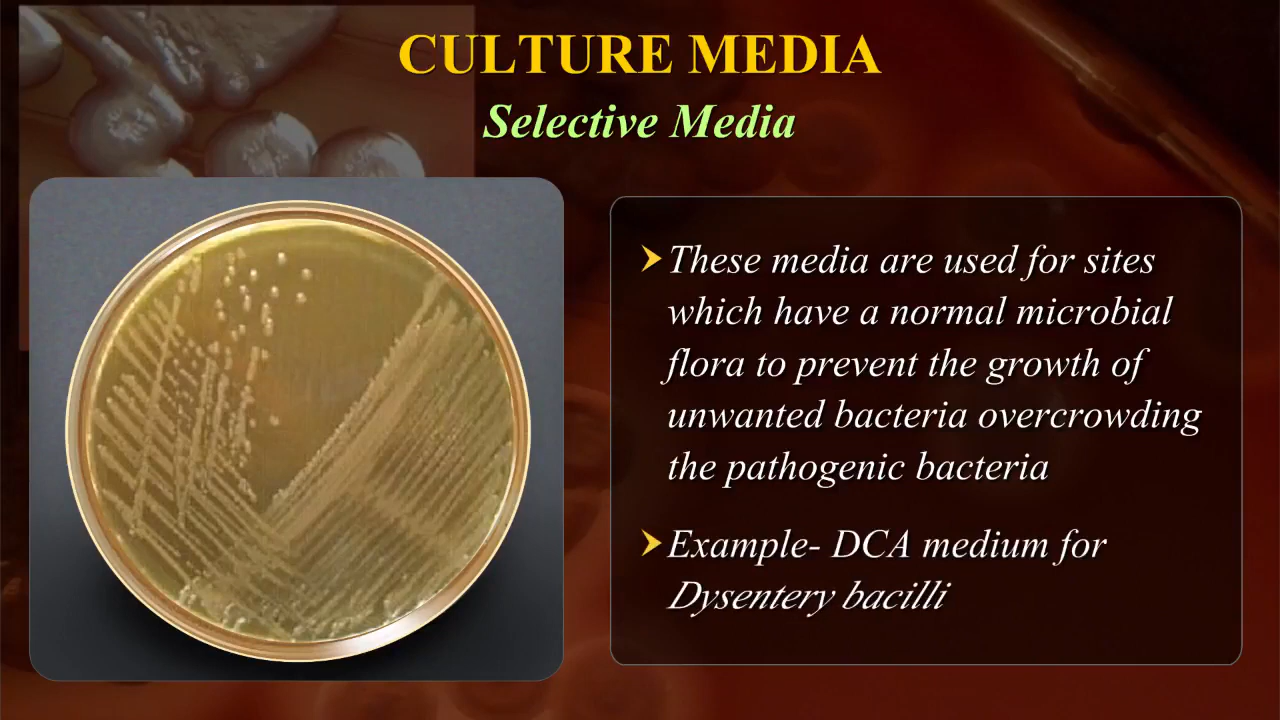 CULTURE MEDIA
Selective Media
These media are used for sites
which have a normal microbial
flora to prevent the growth of
unwanted bacteria overcrowding
the pathogenic bacteria
Example- DCA medium for
Dysentery bacilli